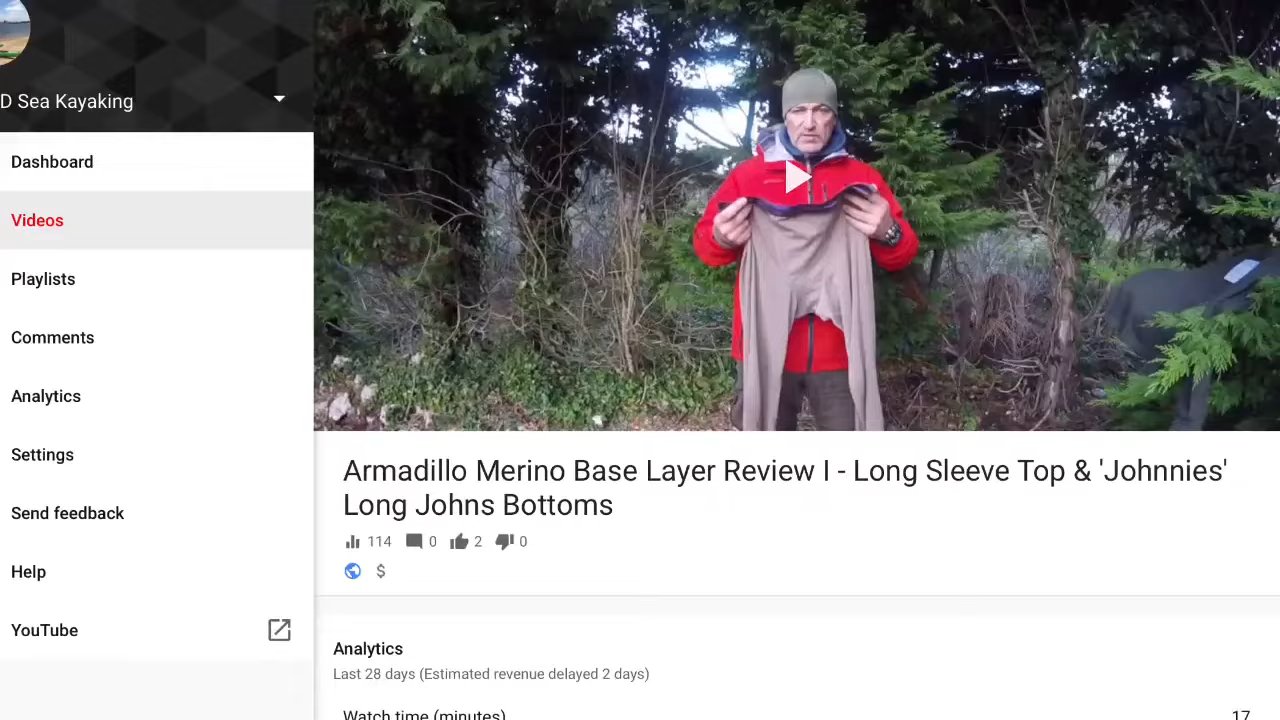 D Sea Kayaking
Dashboard
Videos
Playlists
Comments
Analytics
Settings
Send feedback
Help
YouTube
Armadillo Merino Base Layer Review I - Long Sleeve Top & 'Johnnies'
Long Johns Bottoms
114 0 2 0
$
Analytics
Last 28 days (Estimated revenue delayed 2 days)
Watch time (minutes) 17